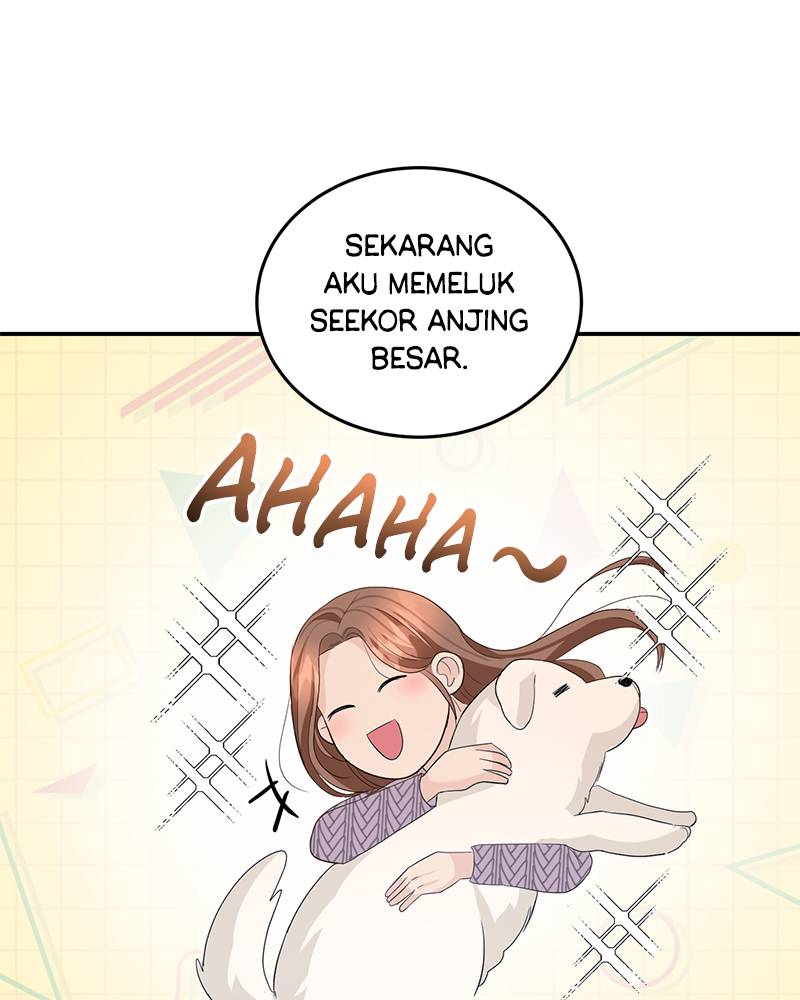 SEKARANG
AKU MEMELUK
SEEKOR ANJING
BESAR.
AHAHA~